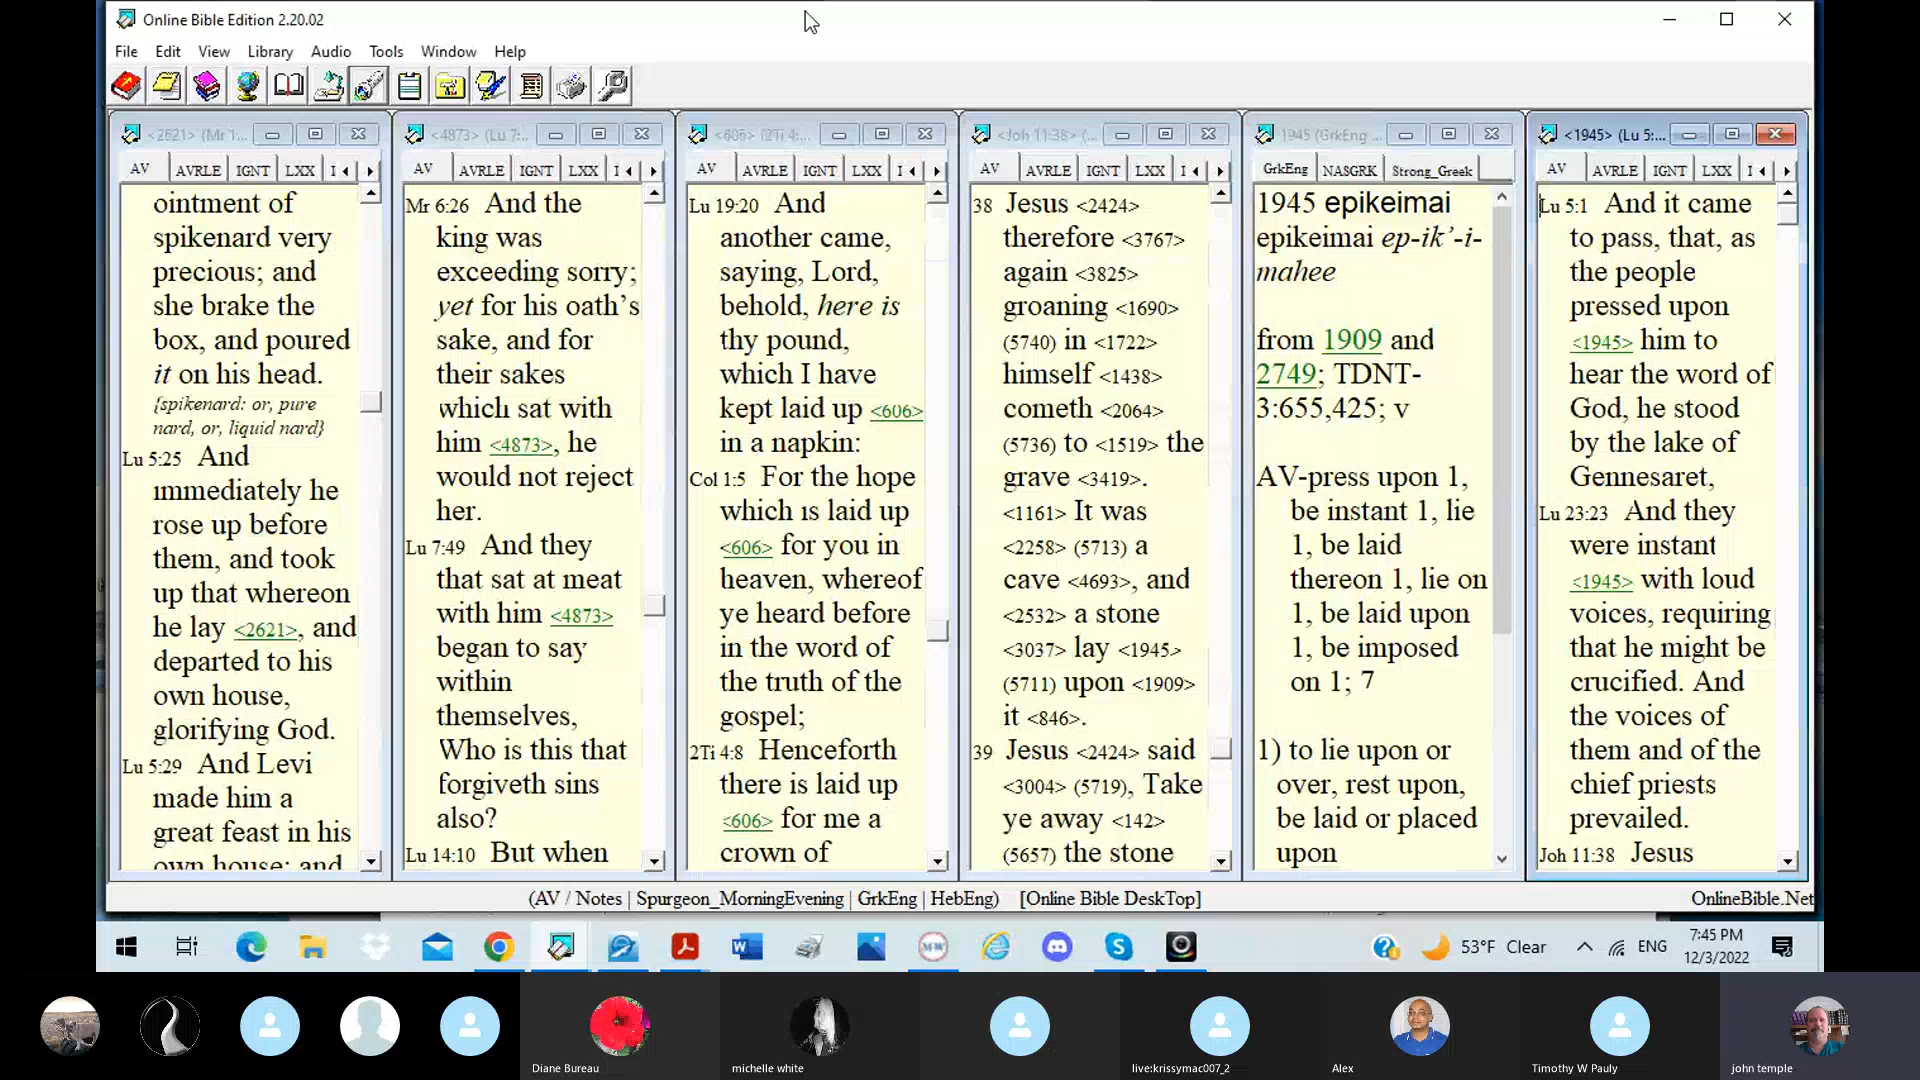 Online Bible Edition 2.20.02
File Edit View Library Audio Tools Window Help
<2621> (Mr 1...
AV AVRLE IGNT LXX I
ointment of
spikenard very
precious; and
she brake the
box, and poured
it on his head.
{spikenard: or, pure
nard, or, liquid nard}
Lu 5:25 And
immediately he
rose up before
them, and took
up that whereon
he lay <2621>, and
departed to his
own house,
glorifying God.
Lu 5:29 And Levi
made him a
great feast in his
own house: and
<4873> (Lu 7:...
AV AVRLE IGNT LXX I
Mr 6:26 And the
king was
exceeding sorry;
yet for his oath’s
sake, and for
their sakes
which sat with
him <4873>, he
would not reject
her.
Lu 7:49 And they
that sat at meat
with him <4873>
began to say
within
themselves,
Who is this that
forgiveth sins
also?
Lu 14:10 But when
<606> (2Ti 4:...
AV AVRLE IGNT LXX I
Lu 19:20 And
another came,
saying, Lord,
behold, here is
thy pound,
which I have
kept laid up <606>
in a napkin:
Col 1:5 For the hope
which is laid up
<606> for you in
heaven, whereof
ye heard before
in the word of
the truth of the
gospel;
2Ti 4:8 Henceforth
there is laid up
<606> for me a
crown of
<Joh 11:38> (...
AV AVRLE IGNT LXX I
38 Jesus <2424>
therefore <3767>
again <3825>
groaning <1690>
(5740) in <1722>
himself <1438>
cometh <2064>
(5736) to <1519> the
grave <3419>.
<1161> It was
<2258> (5713) a
cave <4693>, and
<2532> a stone
<3037> lay <1945>
(5711) upon <1909>
it <846>.
39 Jesus <2424> said
<3004> (5719), Take
ye away <142>
(5657) the stone
1945 (GrkEng ...
GrkEng NASGRK Strong_Greek
1945 epikeimai
epikeimai ep-ik’-i-
mahee
from 1909 and
2749; TDNT-
3:655,425; v
AV-press upon 1,
be instant 1, lie
1, be laid
thereon 1, lie on
1, be laid upon
1, be imposed
on 1; 7
1) to lie upon or
over, rest upon,
be laid or placed
upon
<1945> (Lu 5:...
AV AVRLE IGNT LXX I
Lu 5:1 And it came
to pass, that, as
the people
pressed upon
<1945> him to
hear the word of
God, he stood
by the lake of
Gennesaret,
Lu 23:23 And they
were instant
<1945> with loud
voices, requiring
that he might be
crucified. And
the voices of
them and of the
chief priests
prevailed.
Joh 11:38 Jesus
(AV / Notes | Spurgeon_MorningEvening | GrkEng | HebEng) [Online Bible DeskTop]
OnlineBible.Net
53°F Clear
ENG
7:45 PM
12/3/2022
Diane Bureau
michelle white
live:krissymac007_2
Alex
Timothy W Pauly
john temple